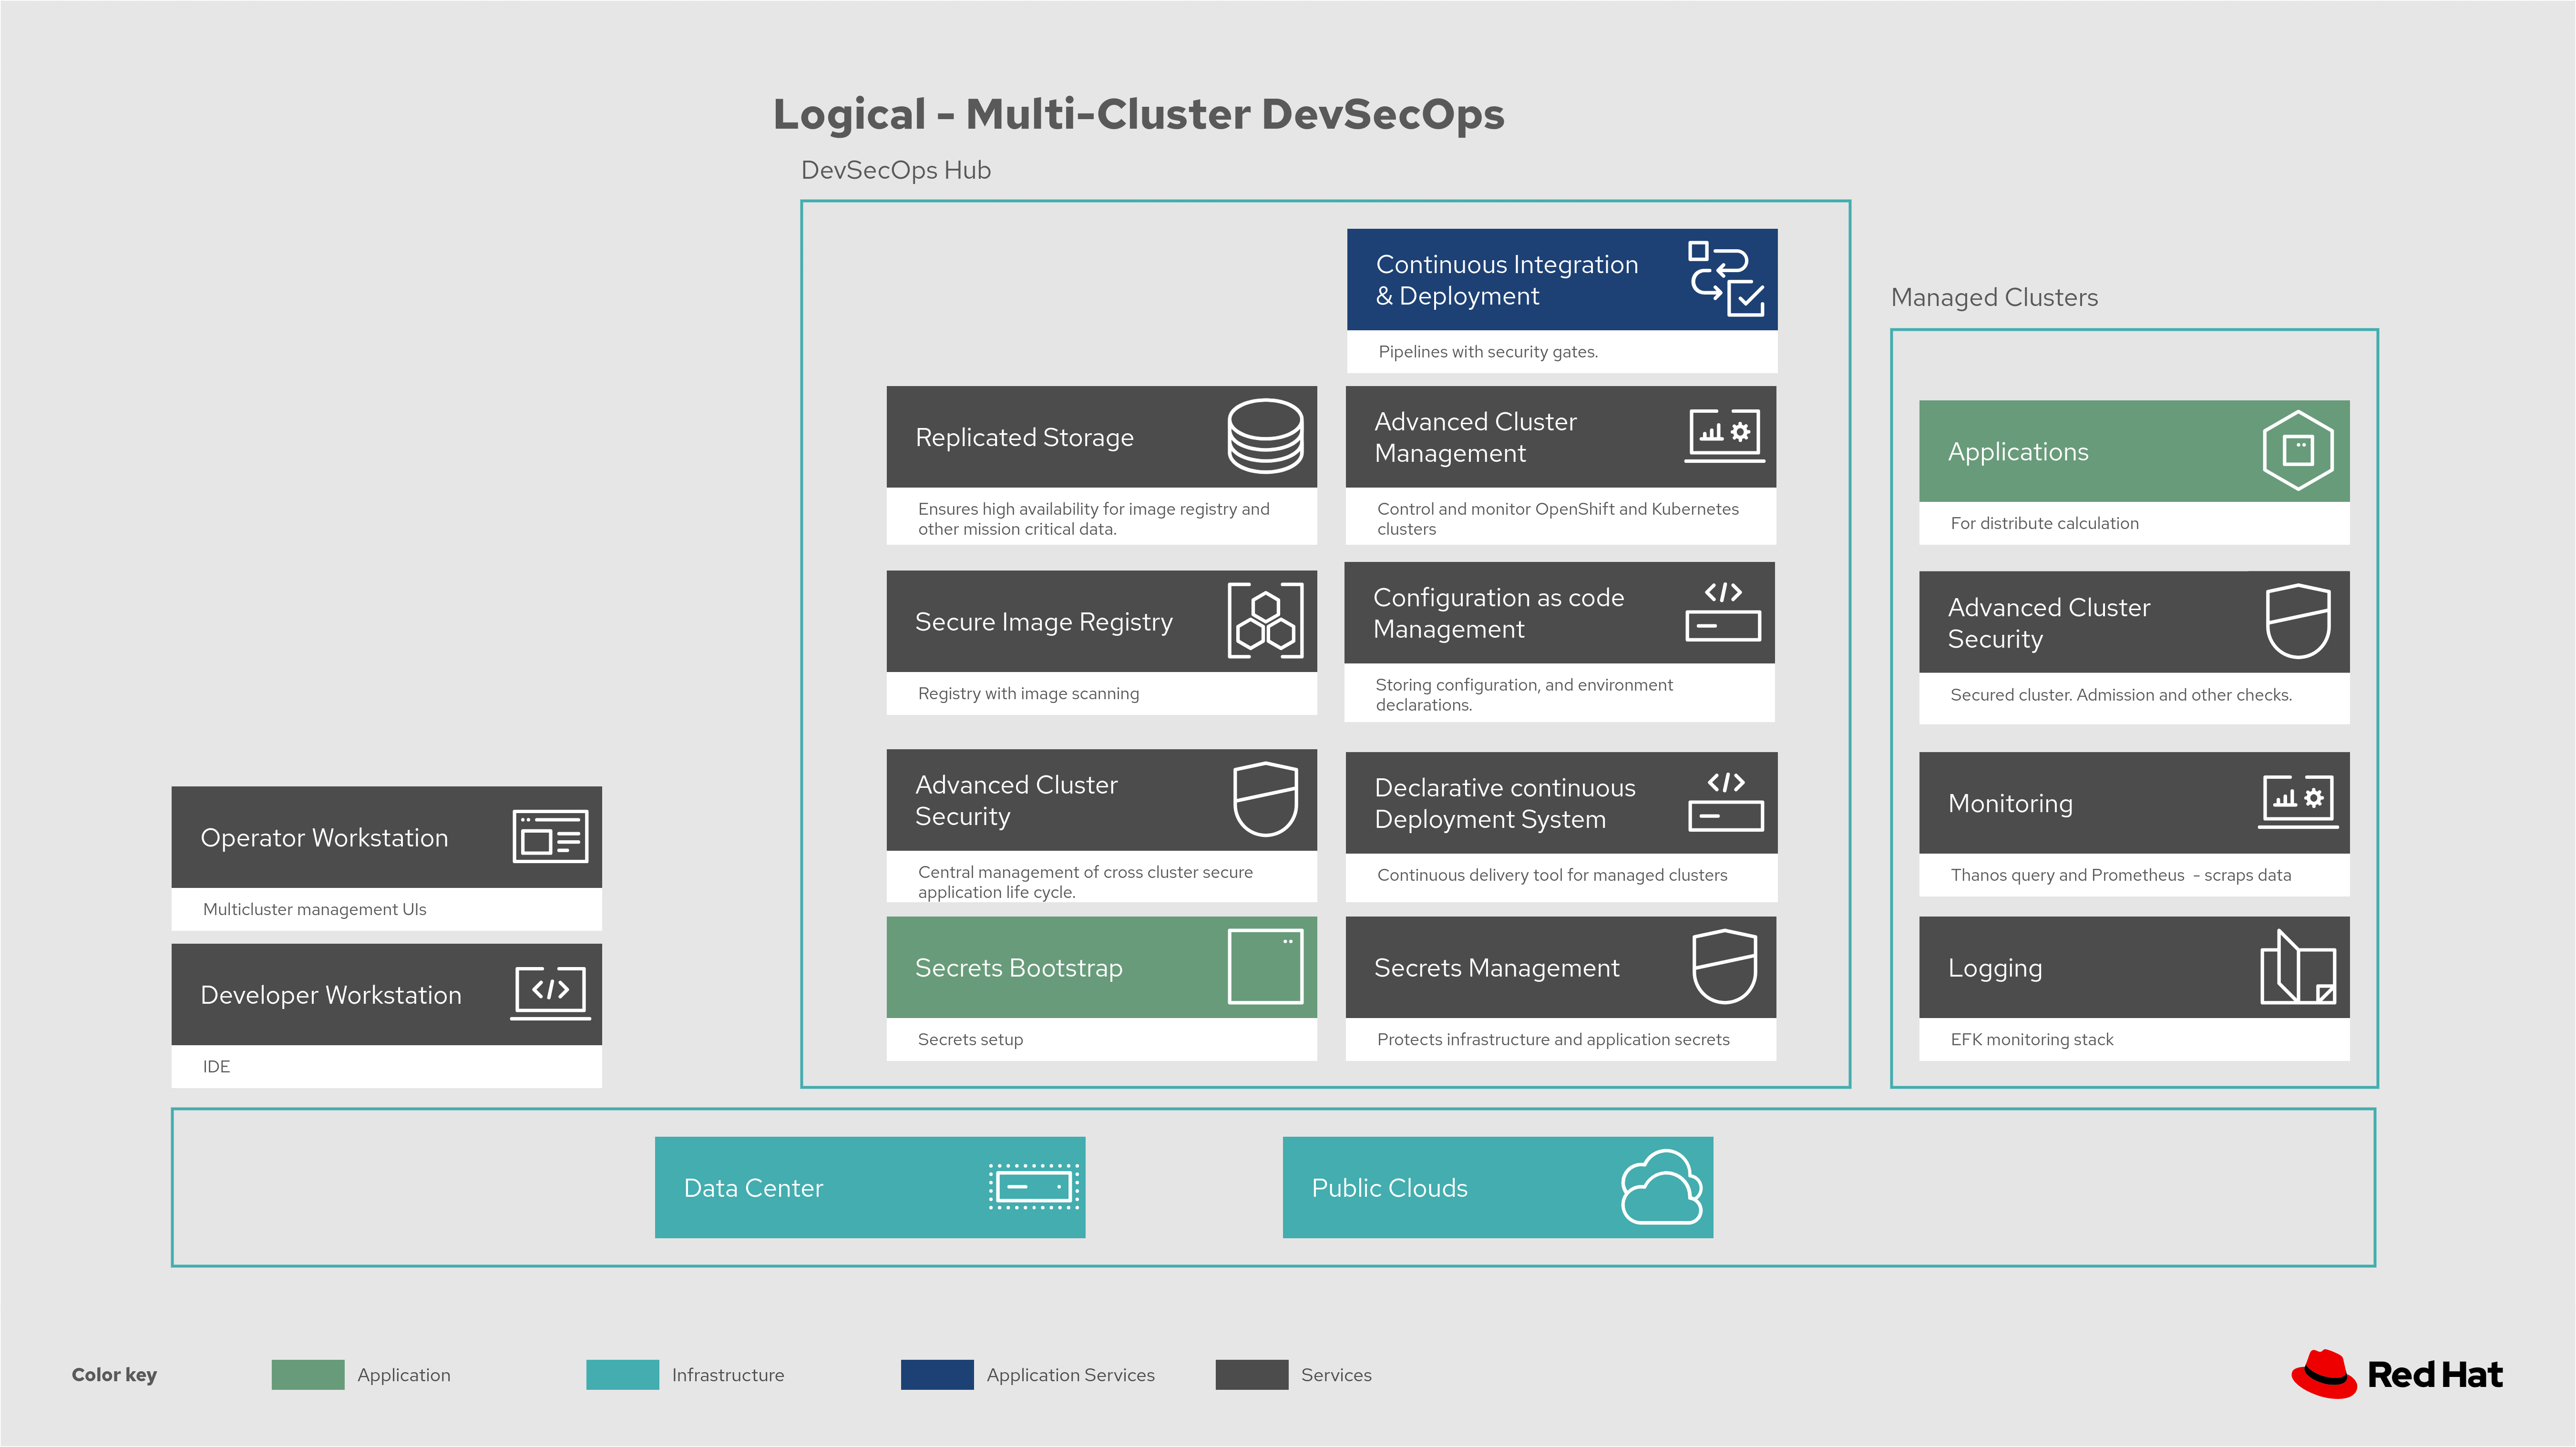 Logical - Multi-Cluster DevSecOps
DevSecOps Hub
Continuous Integration
& Deployment
Pipelines with security gates.
Replicated Storage
Ensures high availability for image registry and
other mission critical data.
Advanced Cluster
Management
Control and monitor OpenShift and Kubernetes
clusters
Secure Image Registry
Registry with image scanning
Configuration as code
Management
Storing configuration, and environment
declarations.
Advanced Cluster
Security
Central management of cross cluster secure
application life cycle.
Declarative continuous
Deployment System
Continuous delivery tool for managed clusters
Secrets Bootstrap
Secrets setup
Secrets Management
Protects infrastructure and application secrets
Managed Clusters
Applications
For distribute calculation
Advanced Cluster
Security
Secured cluster. Admission and other checks.
Monitoring
Thanos query and Prometheus - scraps data
Logging
EFK monitoring stack
Operator Workstation
Multicluster management UIs
Developer Workstation
IDE
Data Center
Public Clouds
Color key
Application
Infrastructure
Application Services
Services
Red Hat